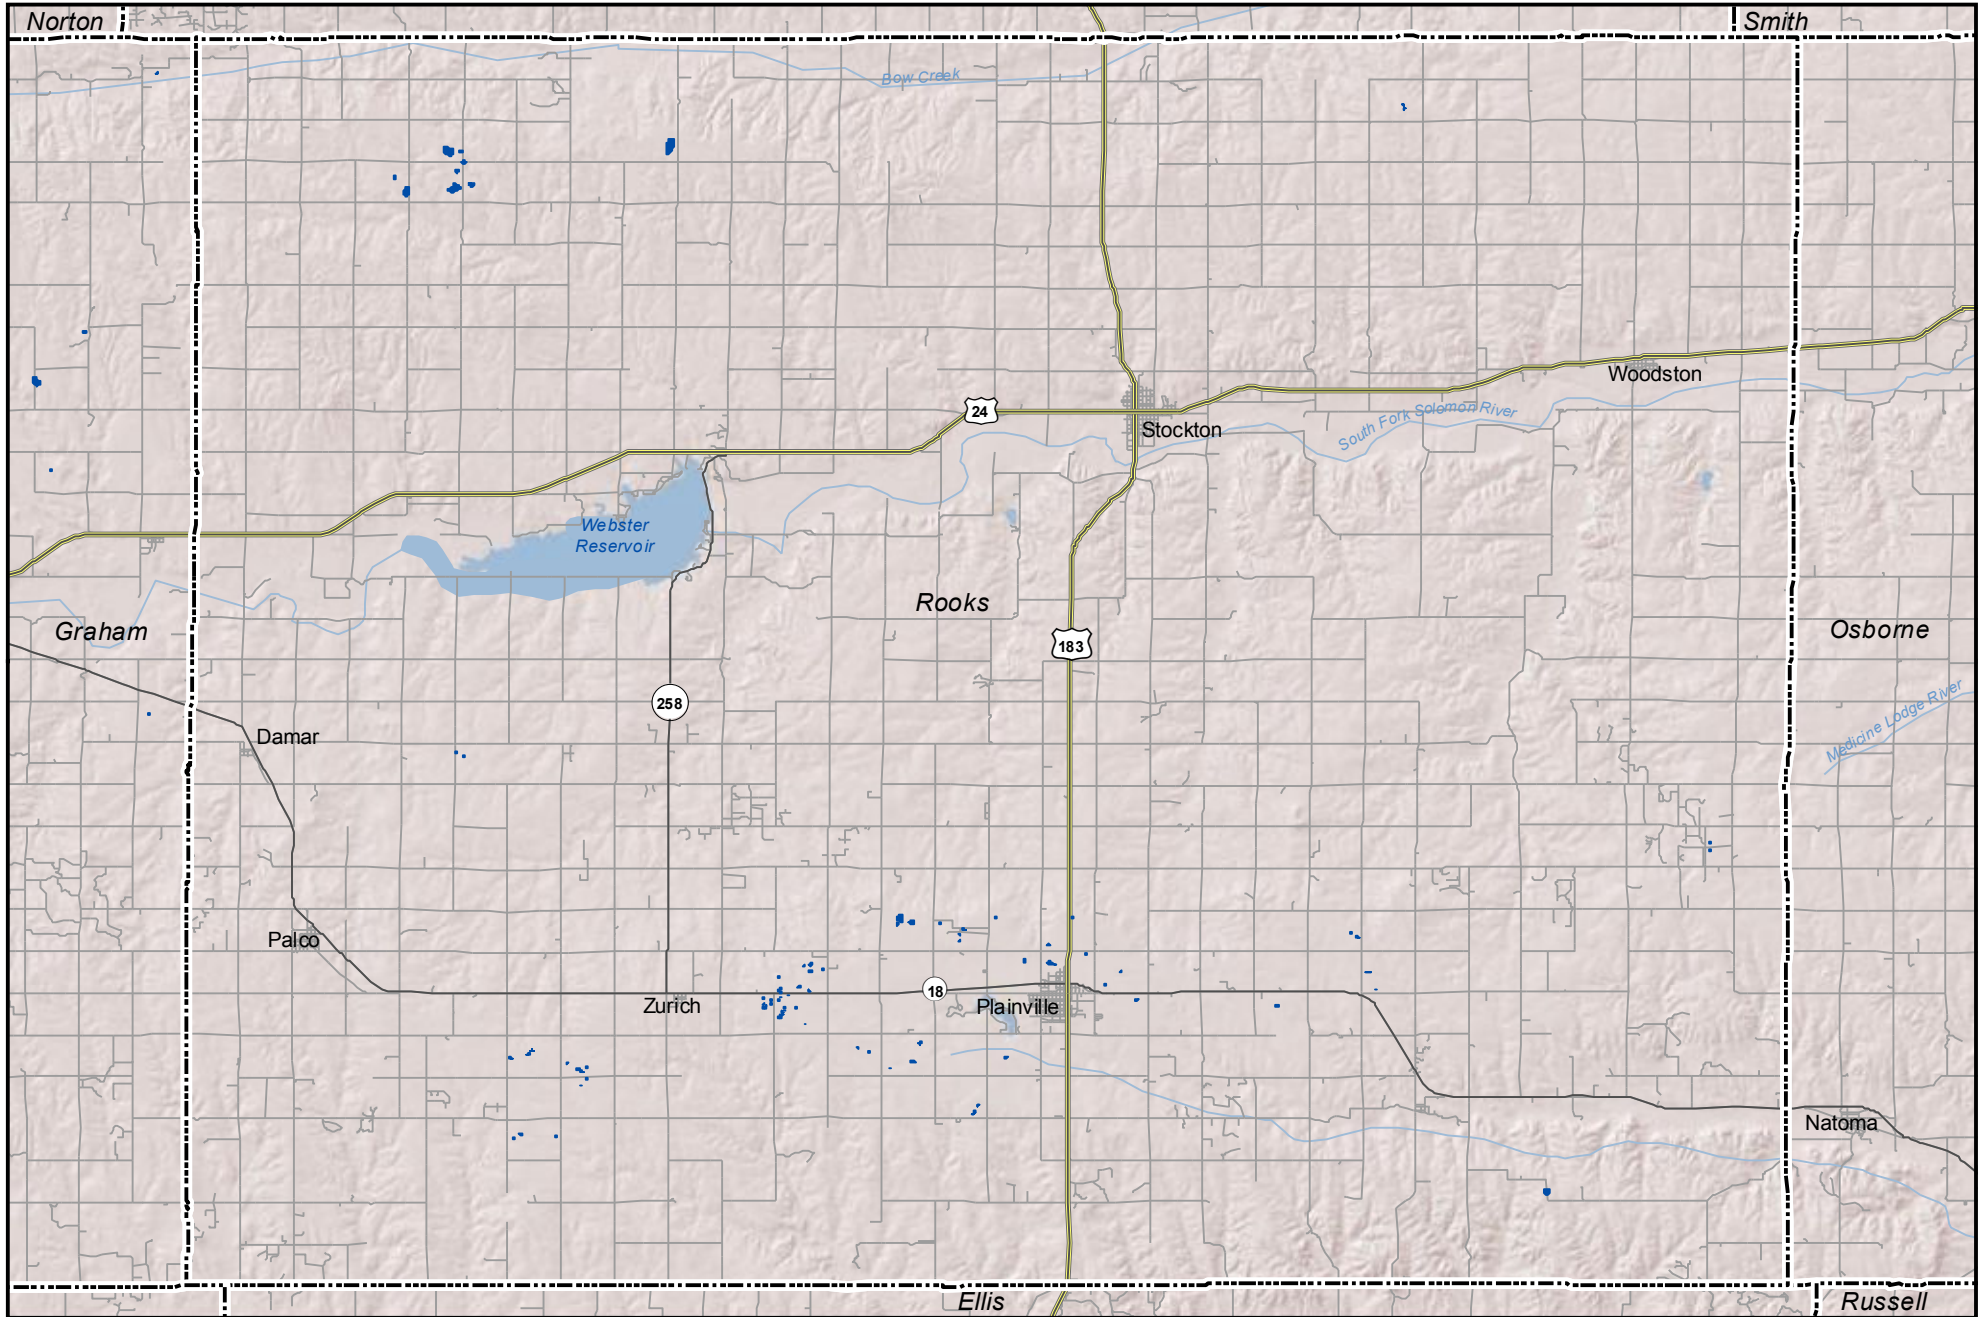 Norton
Smith
Bow Creek
Woodston
24
South Fork Solomon River
Stockton
Webster
Reservoir
Rooks
Graham
Osborne
183
Medicine Lodge River
258
Damar
Palco
18
Zurich
Plainville
Natoma
Ellis
Russell